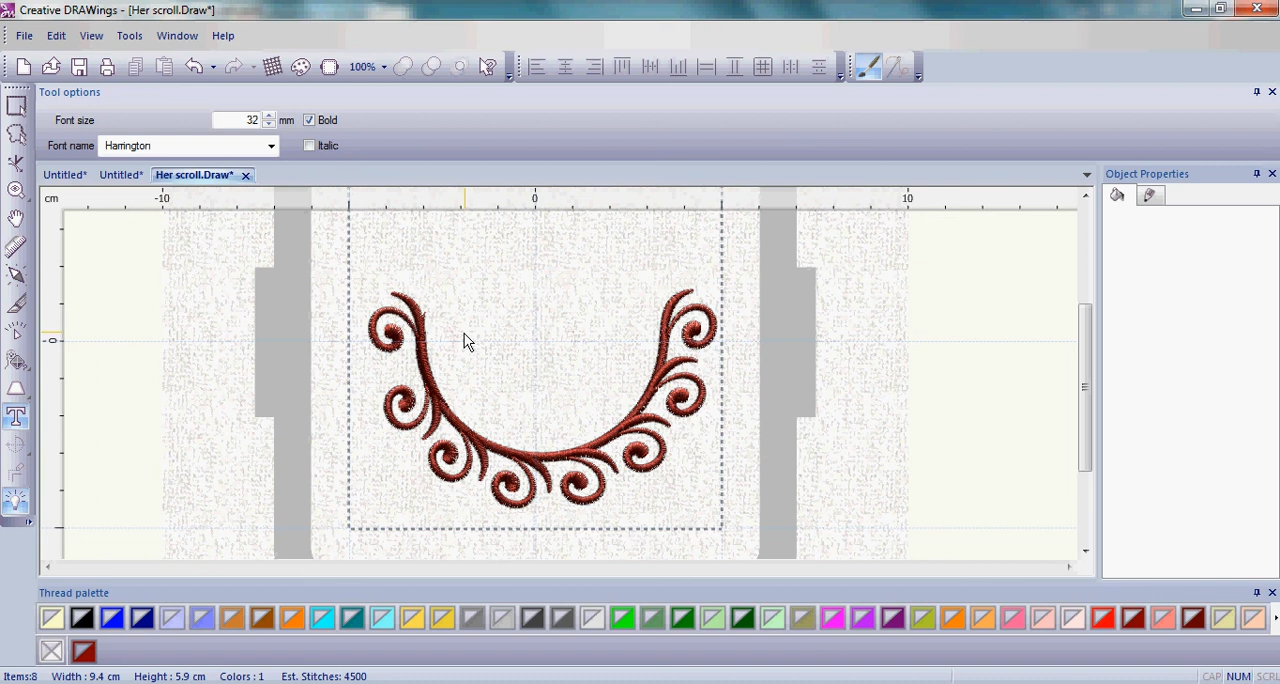 Creative DRAWings - [Her scroll.Draw*]
File Edit View Tools Window Help
100%
Tool options
Font size 32 mm Bold
Font name Harrington Italic
Untitled* Untitled* Her scroll.Draw*
Object Properties
cm -10 0 10
0
Thread palette
Items:8 Width : 9.4 cm Height : 5.9 cm Colors : 1 Est. Stitches: 4500 CAP NUM SCRL